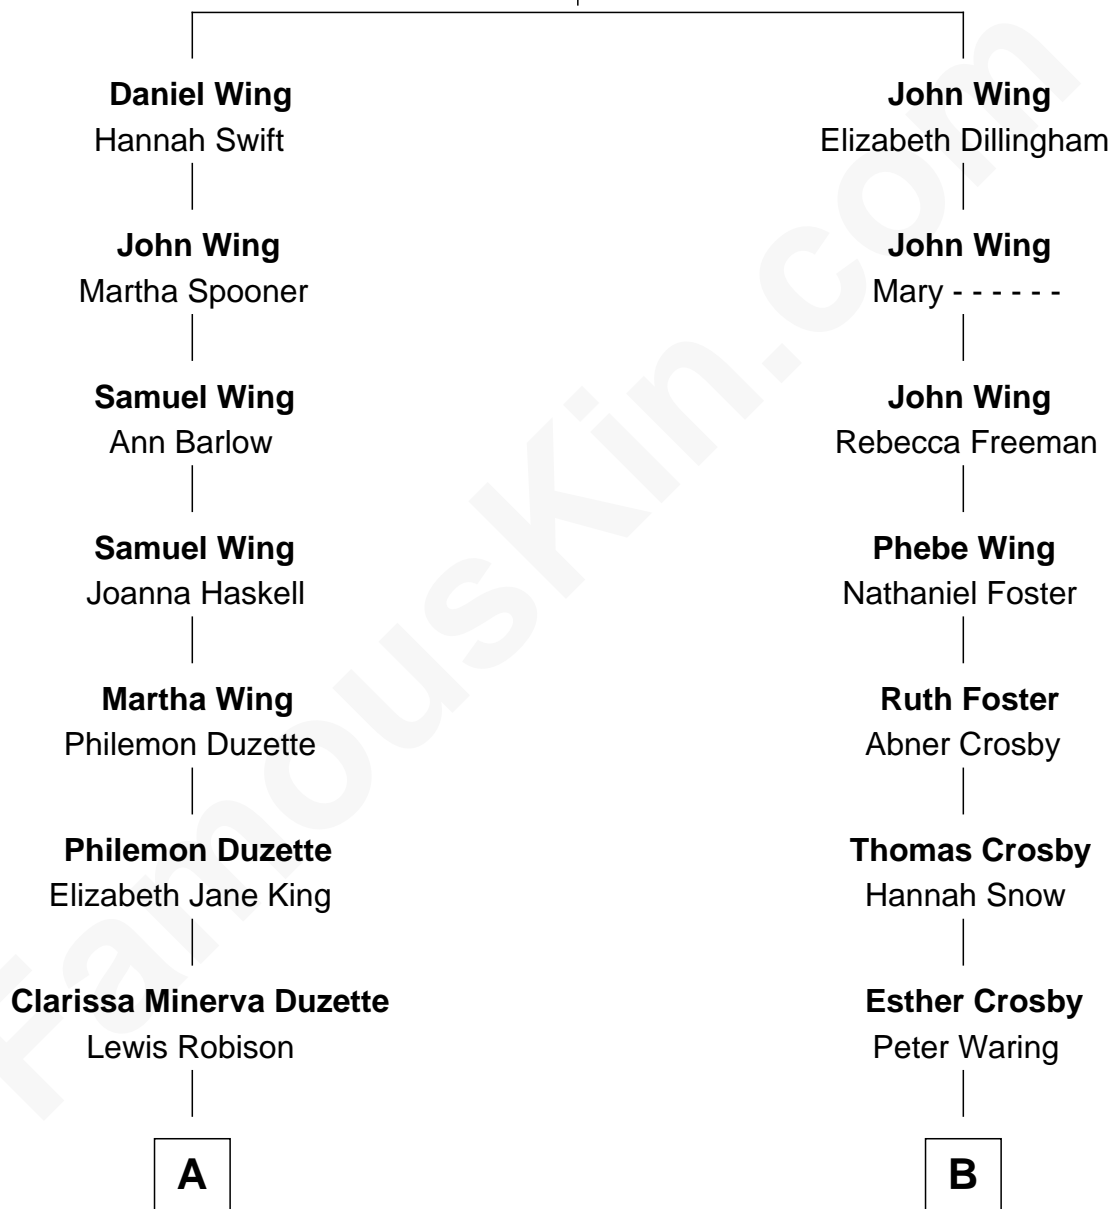 Daniel Wing
Hannah Swift
John Wing
Martha Spooner
Samuel Wing
Ann Barlow
Samuel Wing
Joanna Haskell
Martha Wing
Philemon Duzette
Philemon Duzette
Elizabeth Jane King
Clarissa Minerva Duzette
Lewis Robison
A
John Wing
Elizabeth Dillingham
John Wing
Mary - - - - - -
John Wing
Rebecca Freeman
Phebe Wing
Nathaniel Foster
Ruth Foster
Abner Crosby
Thomas Crosby
Hannah Snow
Esther Crosby
Peter Waring
B
FamousKin.com